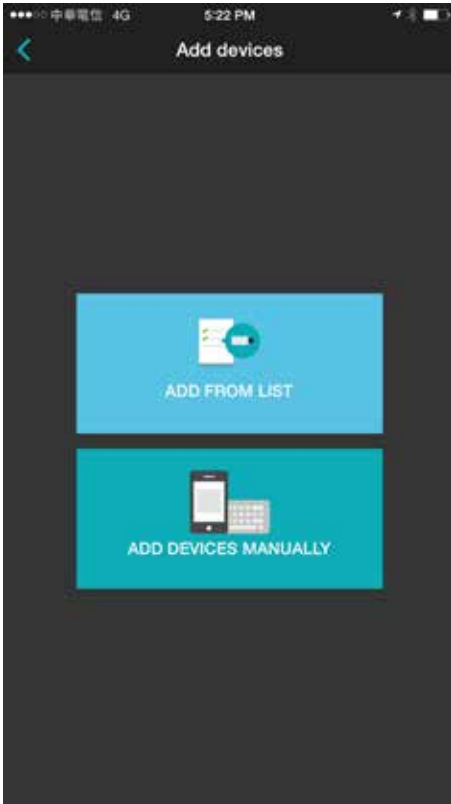 中華電信 4G 5:22 PM
Add devices
ADD FROM LIST
ADD DEVICES MANUALLY